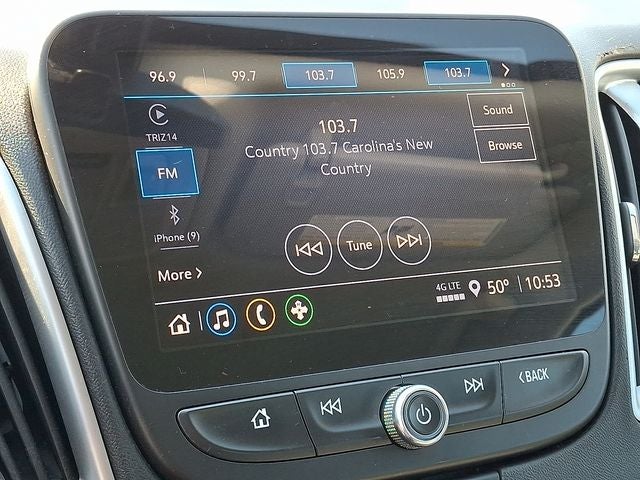 96.9 99.7 103.7 105.9 103.7
TRIZ14
103.7
Sound
Country 103.7 Carolina's New
Country
Browse
FM
iPhone (9)
Tune
More
4G LTE
50° 10:53
BACK